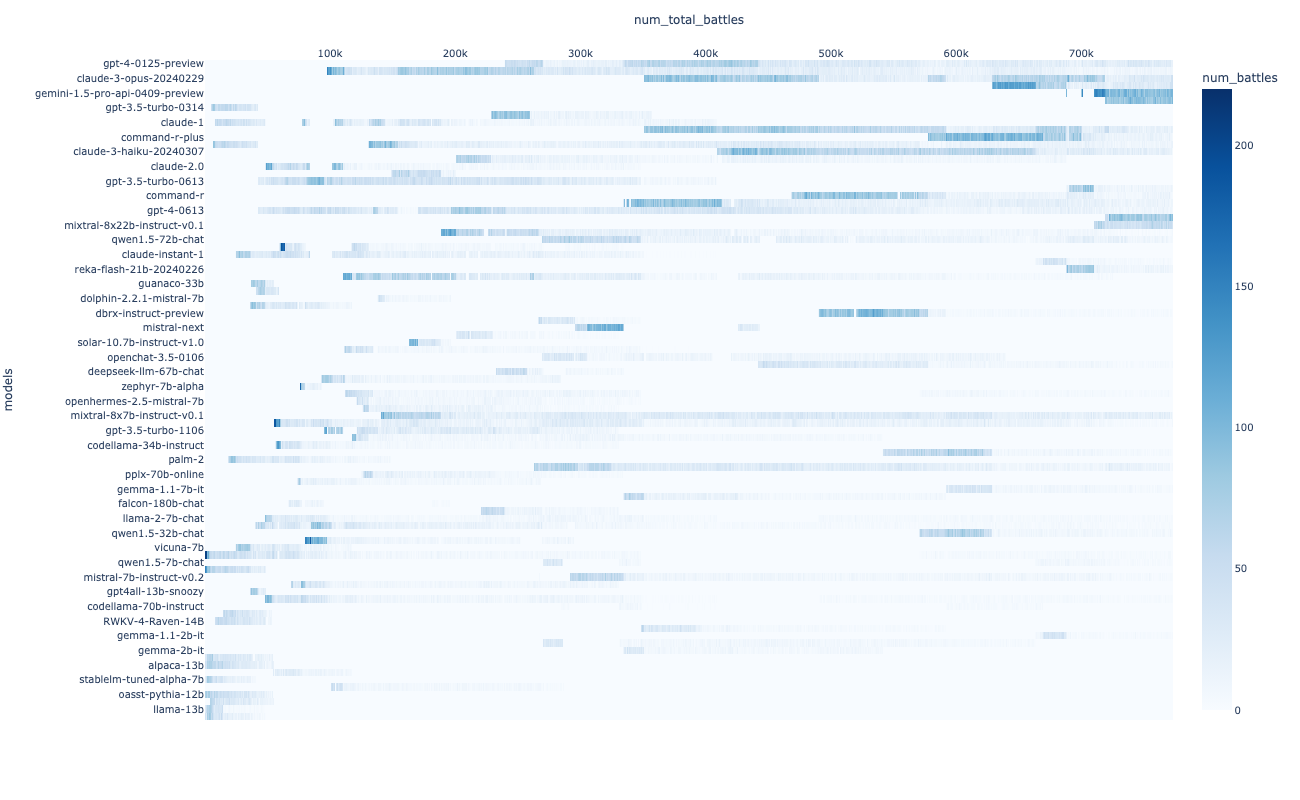 num_total_battles
100k 200k 300k 400k 500k 600k 700k
num_battles
models
gpt-4-0125-preview
claude-3-opus-20240229
gemini-1.5-pro-api-0409-preview
gpt-3.5-turbo-0314
claude-1
command-r-plus
claude-3-haiku-20240307
claude-2.0
gpt-3.5-turbo-0613
command-r
gpt-4-0613
mixtral-8x22b-instruct-v0.1
qwen1.5-72b-chat
claude-instant-1
reka-flash-21b-20240226
guanaco-33b
dolphin-2.2.1-mistral-7b
dbrx-instruct-preview
mistral-next
solar-10.7b-instruct-v1.0
openchat-3.5-0106
deepseek-llm-67b-chat
zephyr-7b-alpha
openhermes-2.5-mistral-7b
mixtral-8x7b-instruct-v0.1
gpt-3.5-turbo-1106
codellama-34b-instruct
palm-2
pplx-70b-online
gemma-1.1-7b-it
falcon-180b-chat
llama-2-7b-chat
qwen1.5-32b-chat
vicuna-7b
qwen1.5-7b-chat
mistral-7b-instruct-v0.2
gpt4all-13b-snoozy
codellama-70b-instruct
RWKV-4-Raven-14B
gemma-1.1-2b-it
gemma-2b-it
alpaca-13b
stablelm-tuned-alpha-7b
oasst-pythia-12b
llama-13b
200
150
100
50
0